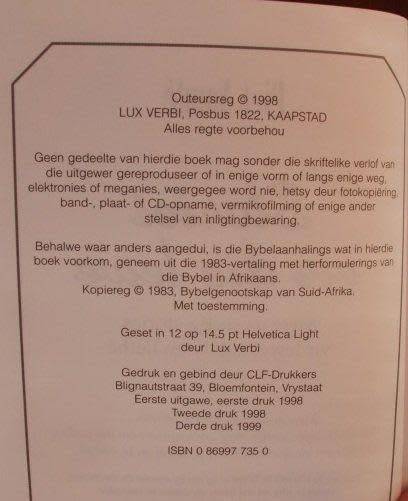 Outeursreg © 1998
LUX VERBI, Posbus 1822, KAAPSTAD
Alles regte voorbehou
Geen gedeelte van hierdie boek mag sonder die skriftelike verlof van
die uitgewer gereproduseer of in enige vorm of langs enige weg,
elektronies of meganies, weergegee word nie, hetsy deur fotokopiëring,
band-, plaat- of CD-opname, vermikrofilming of enige ander
stelsel van inligtingbewaring.
Behalwe waar anders aangedui, is die Bybelaanhalings wat in hierdie
boek voorkom, geneem uit die 1983-vertaling met herformulerings van
die Bybel in Afrikaans.
Kopiereg © 1983, Bybelgenootskap van Suid-Afrika.
Met toestemming.
Geset in 12 op 14.5 pt Helvetica Light
deur Lux Verbi
Gedruk en gebind deur CLF-Drukkers
Blignautstraat 39, Bloemfontein, Vrystaat
Eerste uitgawe, eerste druk 1998
Tweede druk 1998
Derde druk 1999
ISBN 0 86997 735 0